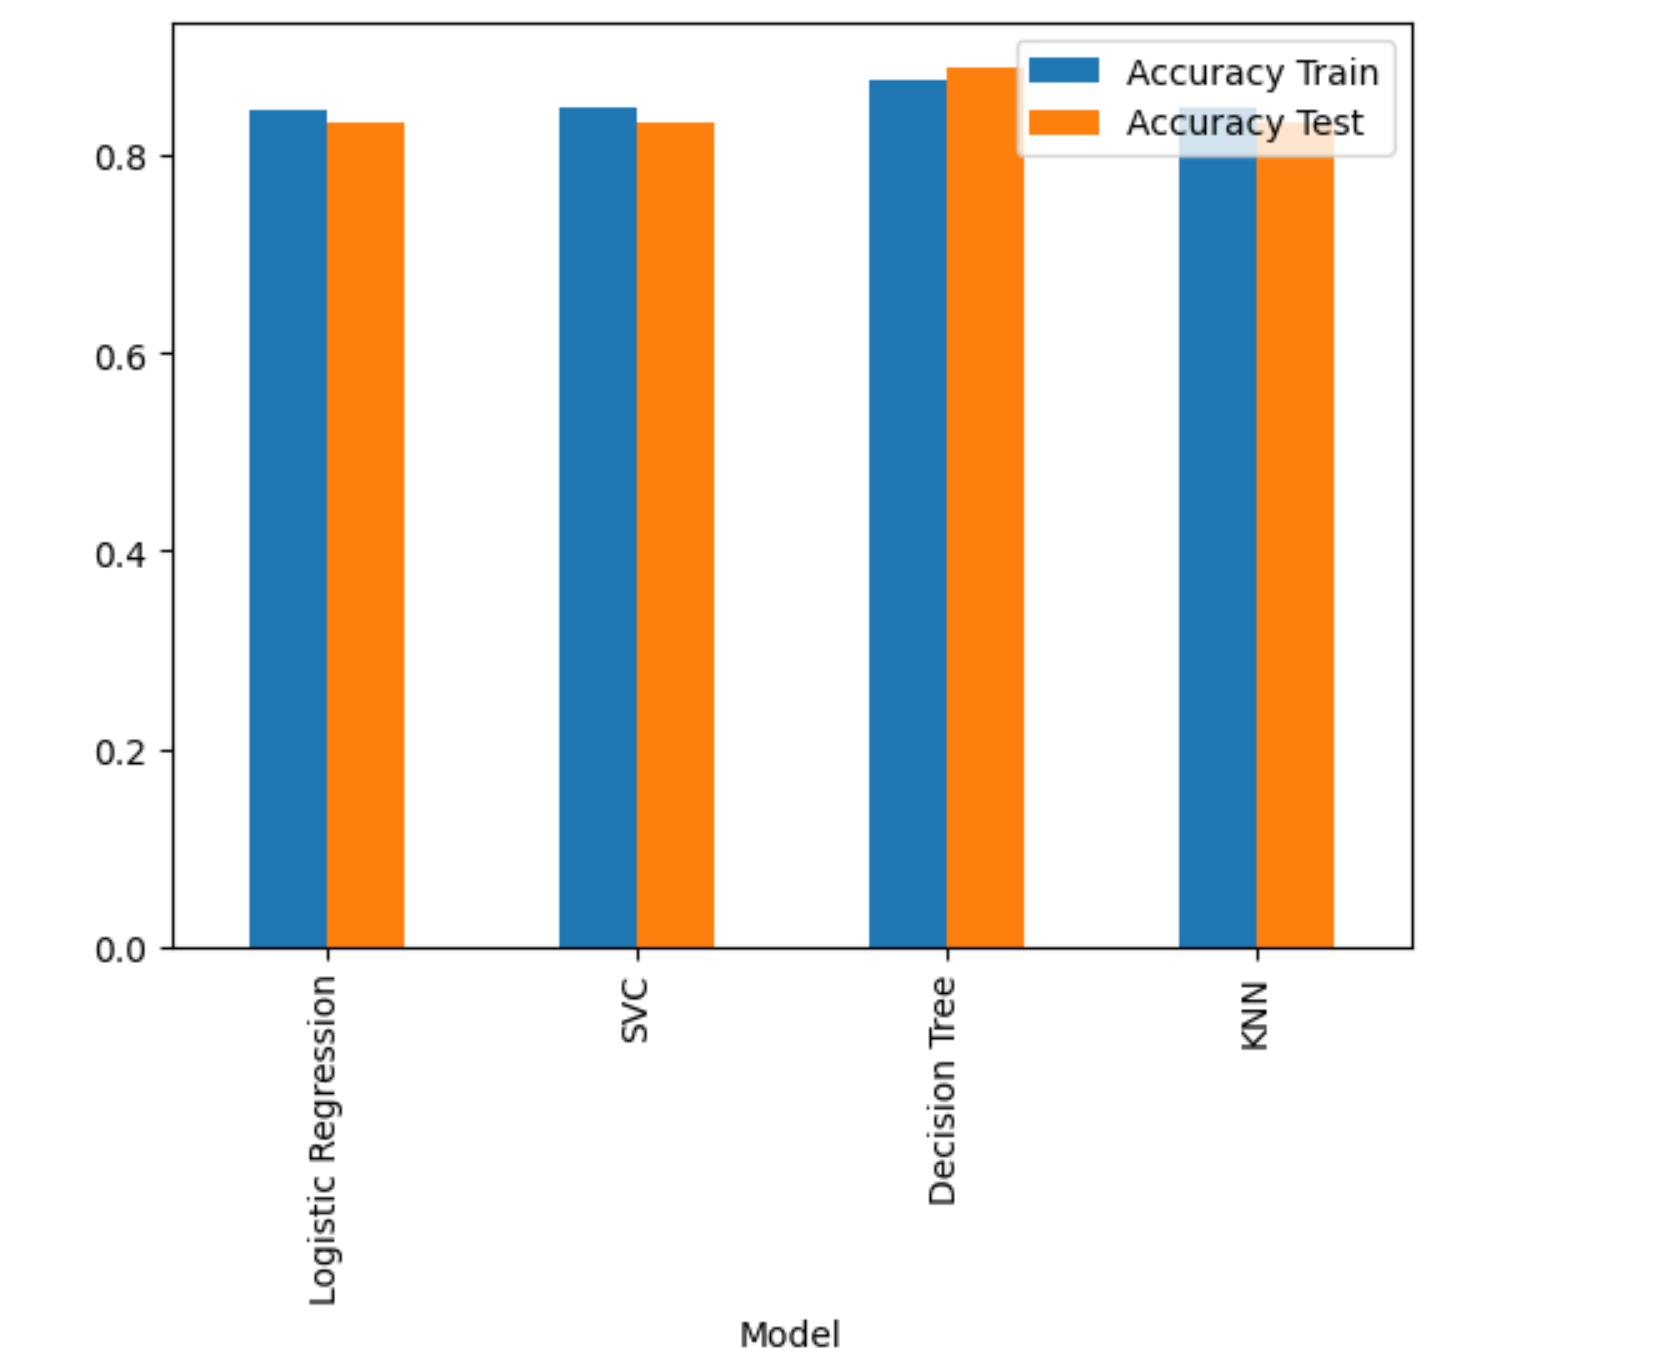 Accuracy Train
Accuracy Test
0.8
0.6
0.4
0.2
0.0
Logistic Regression
SVC
Decision Tree
KNN
Model